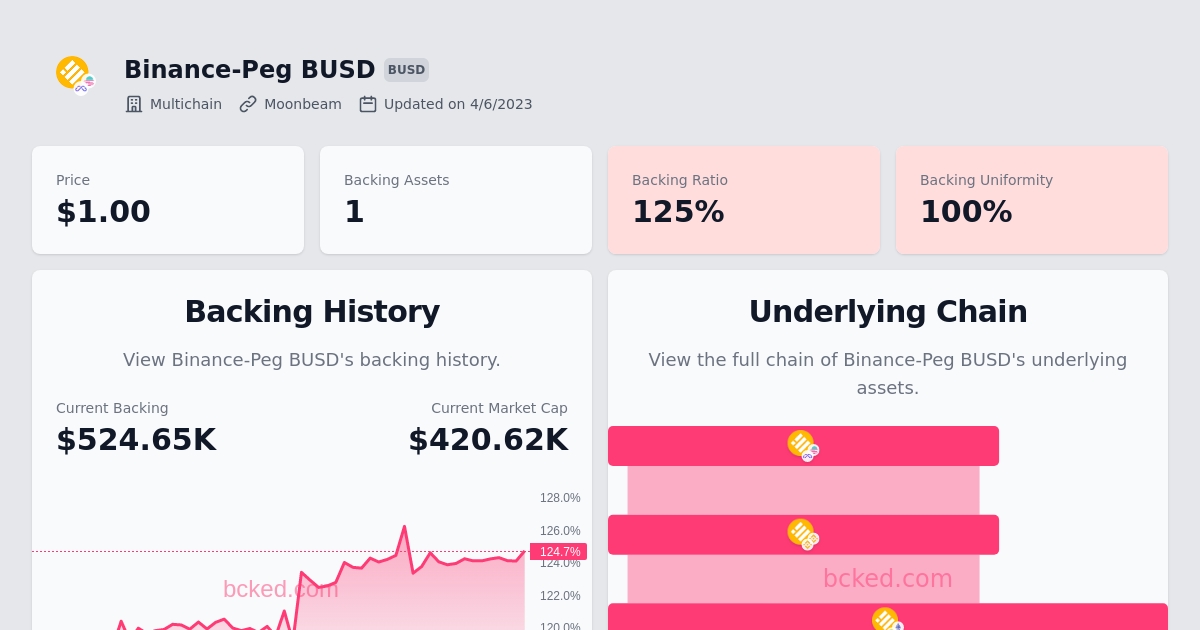 Binance-Peg BUSD BUSD
Multichain Moonbeam Updated on 4/6/2023
Price
$1.00
Backing Assets
1
Backing Ratio
125%
Backing Uniformity
100%
Backing History
View Binance-Peg BUSD's backing history.
Current Backing
$524.65K
Current Market Cap
$420.62K
128.0%
126.0%
124.7%
124.0%
122.0%
120.0%
bcked.com
Underlying Chain
View the full chain of Binance-Peg BUSD's underlying
assets.
bcked.com